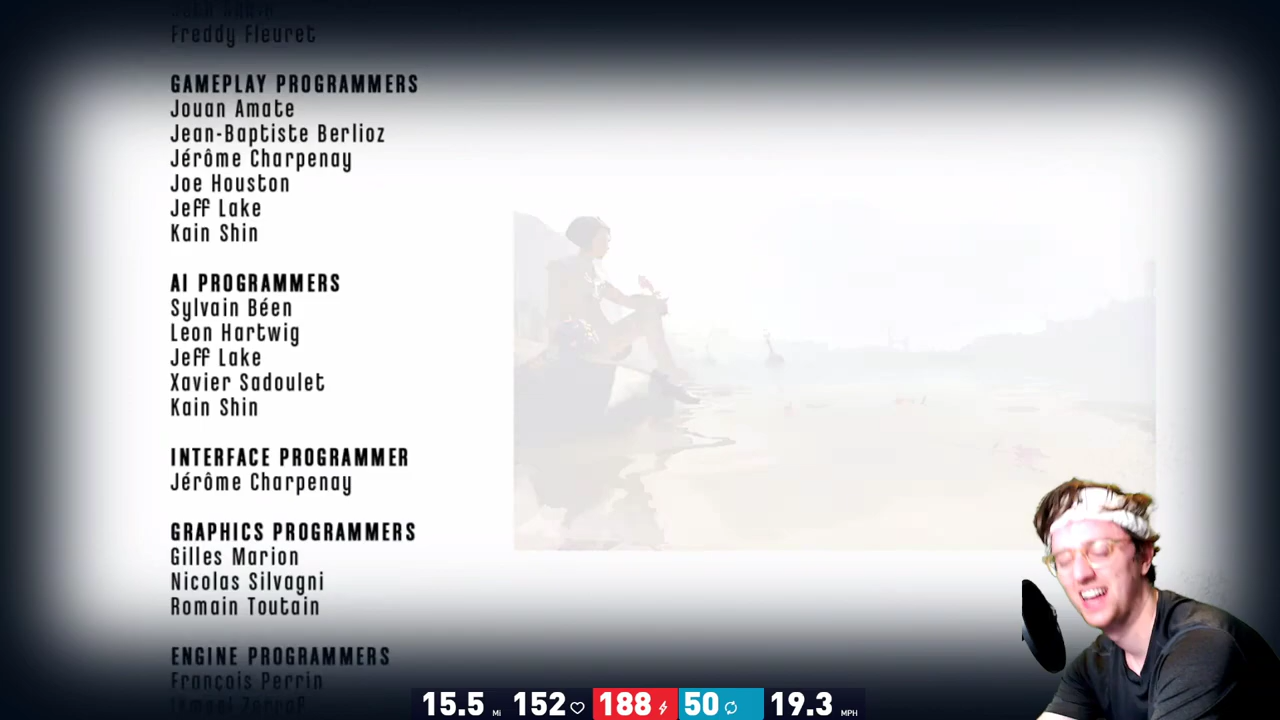 Freddy Fleuret
GAMEPLAY PROGRAMMERS
Jouan Amate
Jean-Baptiste Berlioz
Jérôme Charpenay
Joe Houston
Jeff Lake
Kain Shin
AI PROGRAMMERS
Sylvain Béen
Leon Hartwig
Jeff Lake
Xavier Sadoulet
Kain Shin
INTERFACE PROGRAMMER
Jérôme Charpenay
GRAPHICS PROGRAMMERS
Gilles Marion
Nicolas Silvagni
Romain Toutain
ENGINE PROGRAMMERS
François Perrin
15.5 Mi 152 188 50 19.3 MPH